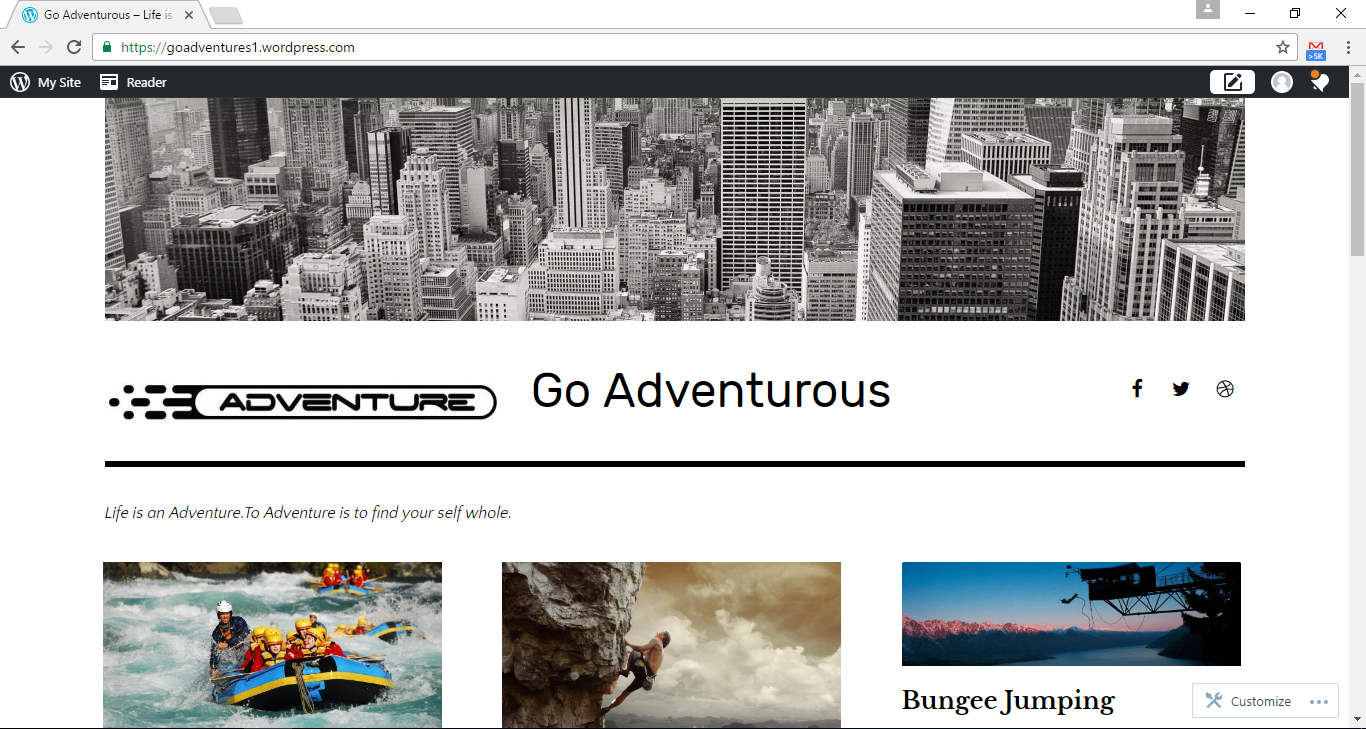 Go Adventurous – Life is
https://goadventures1.wordpress.com
>5K
My Site
Reader
ADVENTURE
Go Adventurous
Life is an Adventure.To Adventure is to find your self whole.
Bungee Jumping
Customize